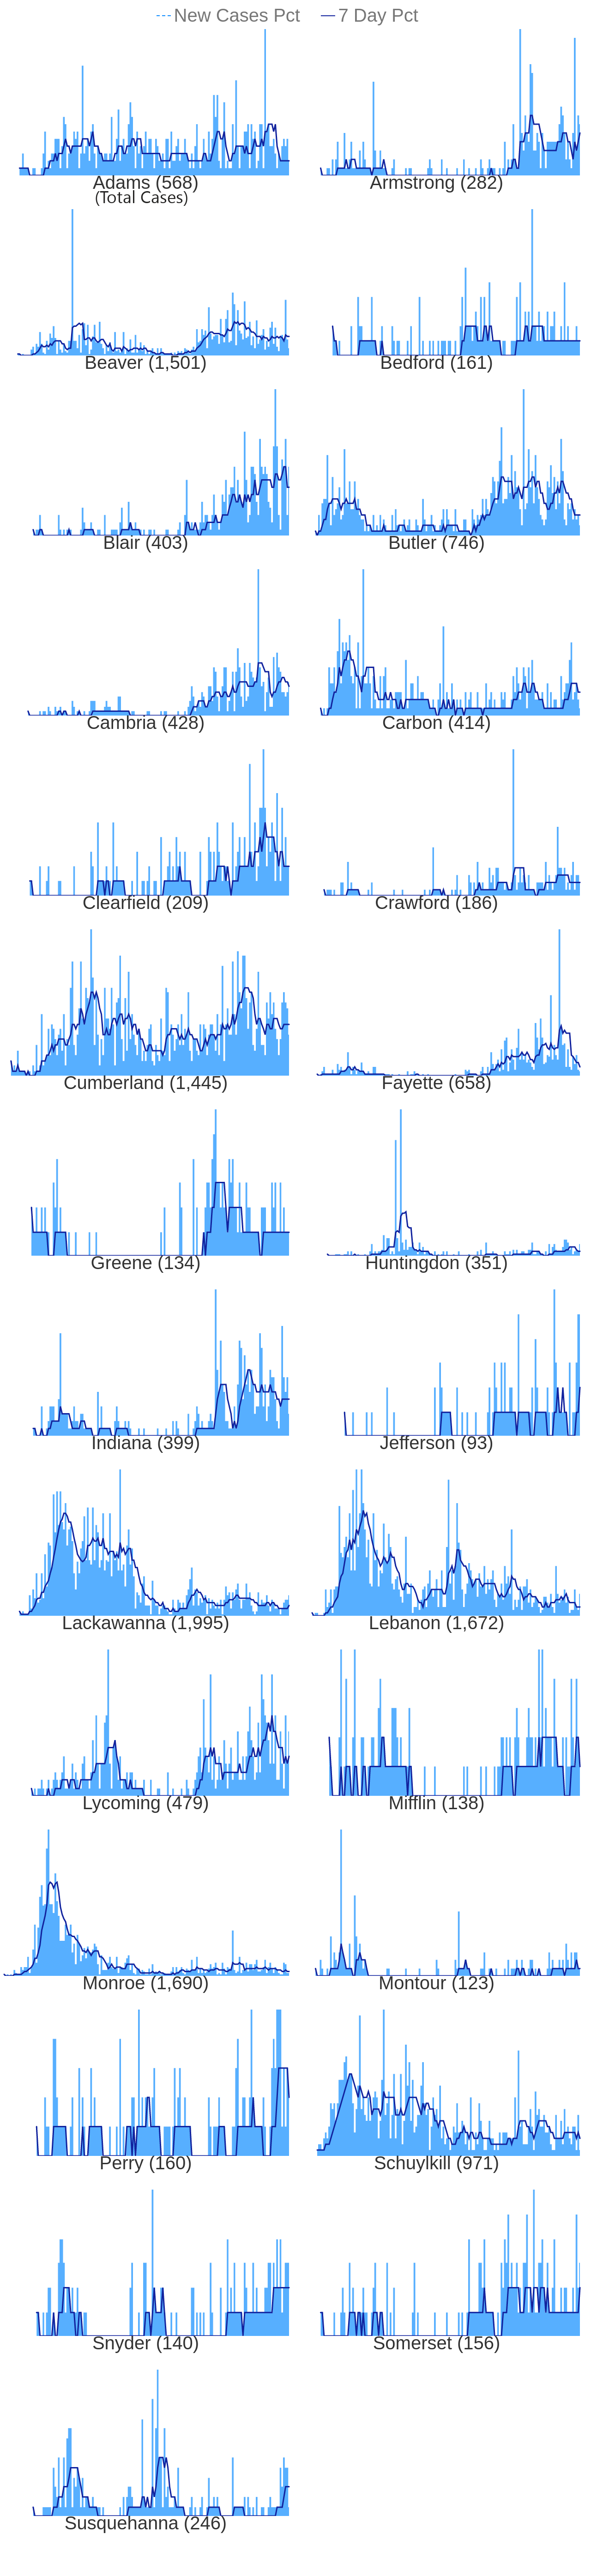 New Cases Pct 7 Day Pct
Adams (568) Armstrong (282)
(Total Cases)
Beaver (1,501) Bedford (161)
Blair (403) Butler (746)
Cambria (428) Carbon (414)
Clearfield (209) Crawford (186)
Cumberland (1,445) Fayette (658)
Greene (134) Huntingdon (351)
Indiana (399) Jefferson (93)
Lackawanna (1,995) Lebanon (1,672)
Lycoming (479) Mifflin (138)
Monroe (1,690) Montour (123)
Perry (160) Schuylkill (971)
Snyder (140) Somerset (156)
Susquehanna (246)